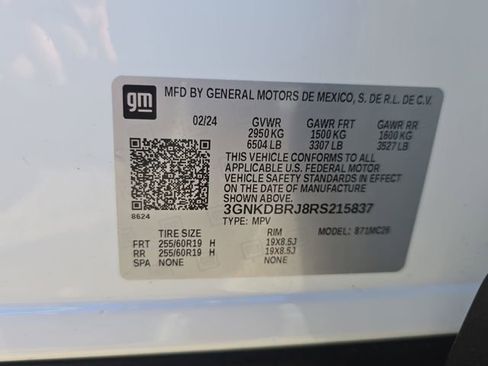 gm MFD BY GENERAL MOTORS DE MEXICO, S. DE R.L. DE C.V.
02/24 GVWR GAWR FRT GAWR RR
2950 KG 1500 KG 1600 KG
6504 LB 3307 LB 3527 LB
THIS VEHICLE CONFORMS TO ALL
APPLICABLE U.S. FEDERAL MOTOR
VEHICLE SAFETY STANDARDS IN
EFFECT ON THE DATE OF MANUFACTURE
SHOWN ABOVE.
3GNKDBRJ8RS215837
8624 TYPE: MPV MODEL: 871MC26
TIRE SIZE RIM
FRT 255/60R19 H 19X8.5J
RR 255/60R19 H 19X8.5J
SPA NONE NONE